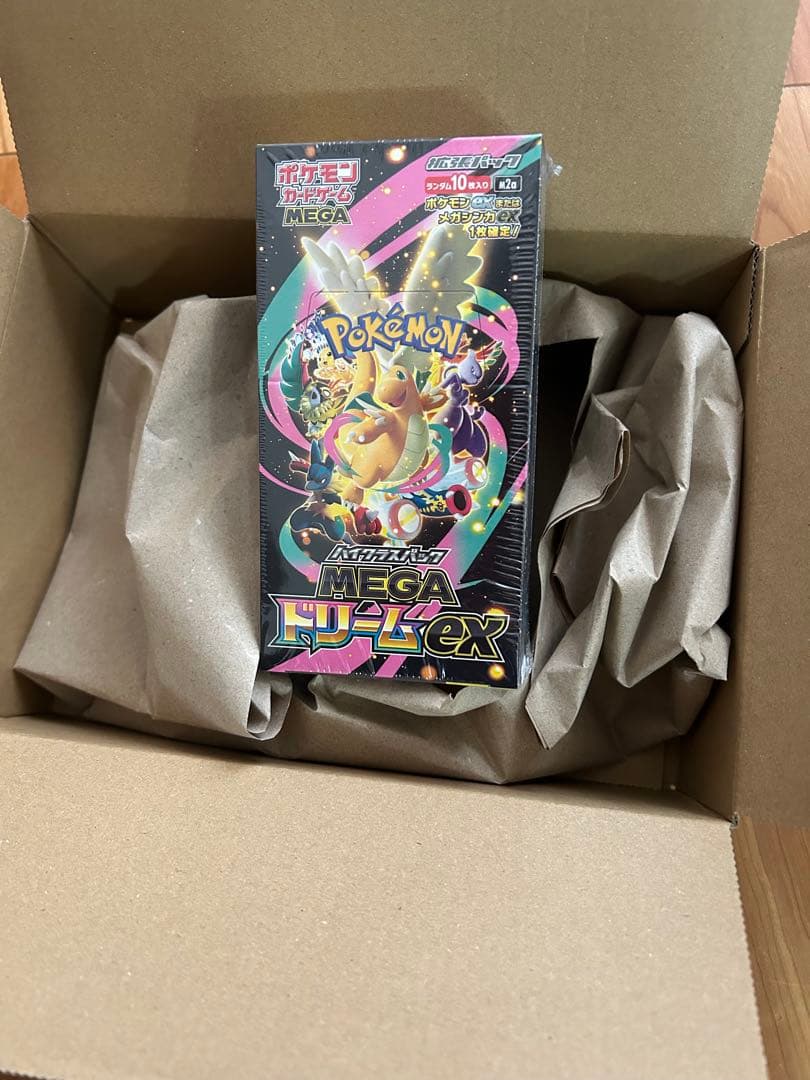 ポケモン
カードゲーム
MEGA
拡張パック
ランダム10枚入り M2a
ポケモンexまたは
メガシンカex
1枚確定!
POKÉMON
ハイクラスパック
MEGA
ドリームex